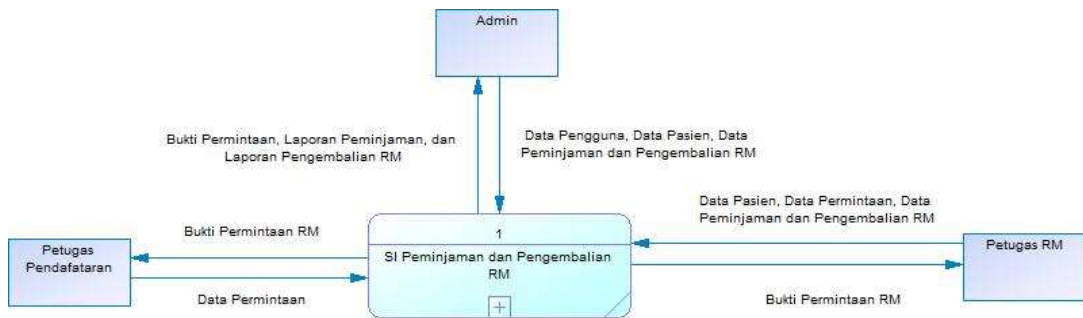 Admin
Bukti Permintaan, Laporan Peminjaman, dan
Laporan Pengembalian RM
Data Pengguna, Data Pasien, Data
Peminjaman dan Pengembalian RM
Data Pasien, Data Permintaan, Data
Peminjaman dan Pengembalian RM
Bukti Permintaan RM
1
Petugas
Pendafataran
SI Peminjaman dan Pengembalian
RM
Petugas RM
Data Permintaan
Bukti Permintaan RM